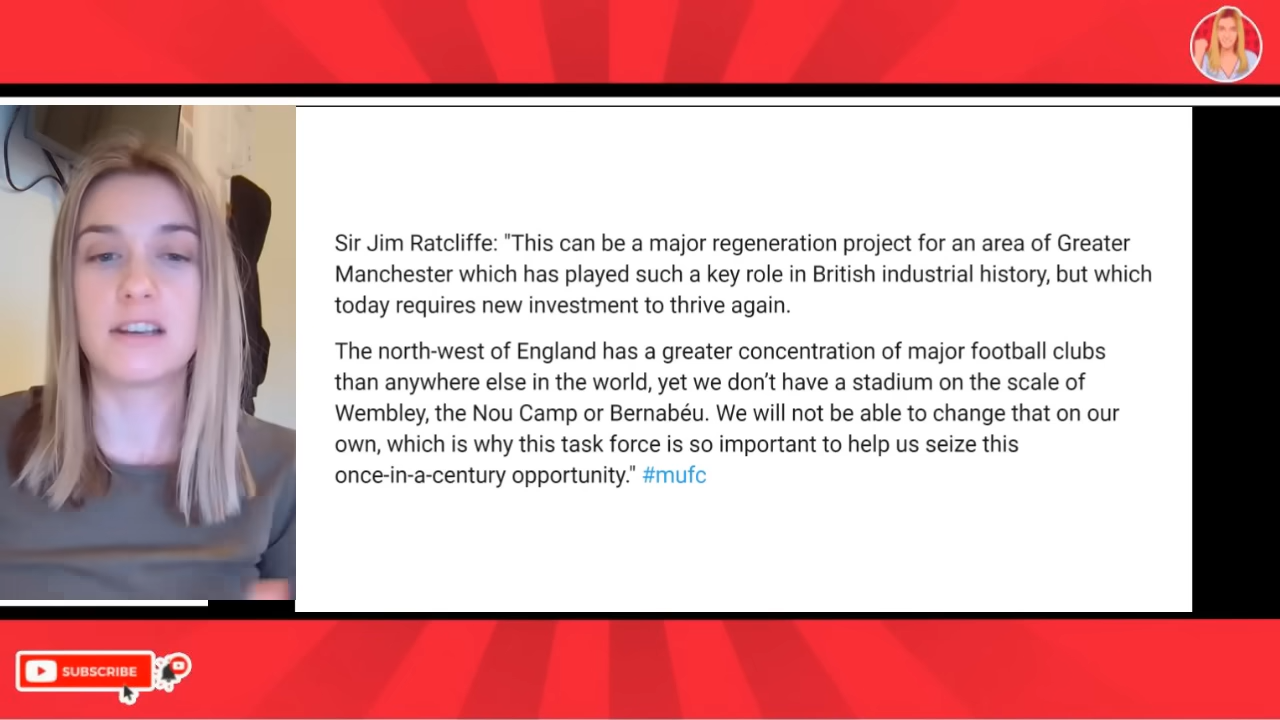 Sir Jim Ratcliffe: "This can be a major regeneration project for an area of Greater
Manchester which has played such a key role in British industrial history, but which
today requires new investment to thrive again.
The north-west of England has a greater concentration of major football clubs
than anywhere else in the world, yet we don’t have a stadium on the scale of
Wembley, the Nou Camp or Bernabéu. We will not be able to change that on our
own, which is why this task force is so important to help us seize this
once-in-a-century opportunity." #mufc
SUBSCRIBE